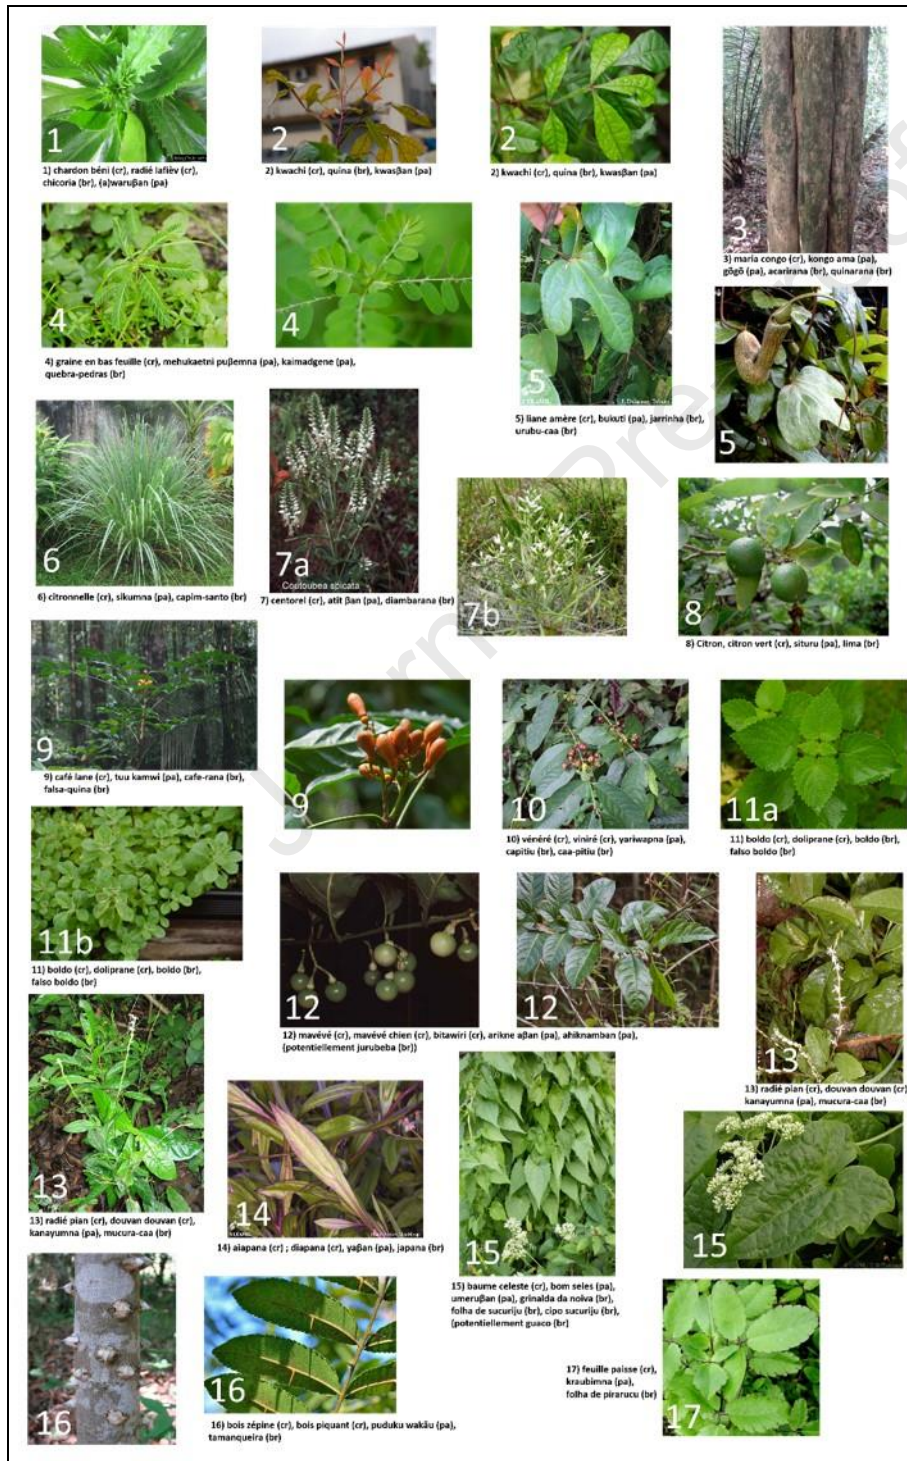 1
1) chardon béni (cr), radié lafièv (cr),
chicoria (br), (a)waruβan (pa)
2
2) kwachi (cr), quina (br), kwasβan (pa)
2
2) kwachi (cr), quina (br), kwasβan (pa)
3
3) maria congo (cr), kongo ama (pa),
gõgõ (pa), acarirana (br), quinarana (br)
4
4
4) graine en bas feuille (cr), mehukaetni puβemna (pa), kaimadgene (pa),
quebra-pedras (br)
5
5) liane amère (cr), bukuti (pa), jarrinha (br),
urubu-caa (br)
5
6
6) citronnelle (cr), sikumna (pa), capim-santo (br)
7a
Coutoubea spicata
7) centorel (cr), atit βan (pa), diambarana (br)
7b
8
8) Citron, citron vert (cr), situru (pa), lima (br)
9
9) café lane (cr), tuu kamwi (pa), cafe-rana (br),
falsa-quina (br)
9
10
10) vénéré (cr), viniré (cr), yariwapna (pa),
capitiu (br), caa-pitiu (br)
11a
11) boldo (cr), doliprane (cr), boldo (br),
falso boldo (br)
11b
11) boldo (cr), doliprane (cr), boldo (br),
falso boldo (br)
12
12
12) mavévé (cr), mavévé chien (cr), bitawiri (cr), arikne aβan (pa), ahiknamban (pa),
(potentiellement jurubeba (br))
13
13) radié pian (cr), douvan douvan (cr)
kanayumna (pa), mucura-caa (br)
13
13) radié pian (cr), douvan douvan (cr),
kanayumna (pa), mucura-caa (br)
14
14) aiapana (cr) ; diapana (cr), yaβan (pa), japana (br)
15
15) baume celeste (cr), bom seles (pa),
umeruβan (pa), grinalda da noiva (br),
folha de sucuriju (br), cipo sucuriju (br),
(potentiellement guaco (br)
15
16
16
16) bois zépine (cr), bois piquant (cr), puduku wakãu (pa),
tamanqueira (br)
17) feuille paisse (cr),
kraubimna (pa),
folha de pirarucu (br)
17